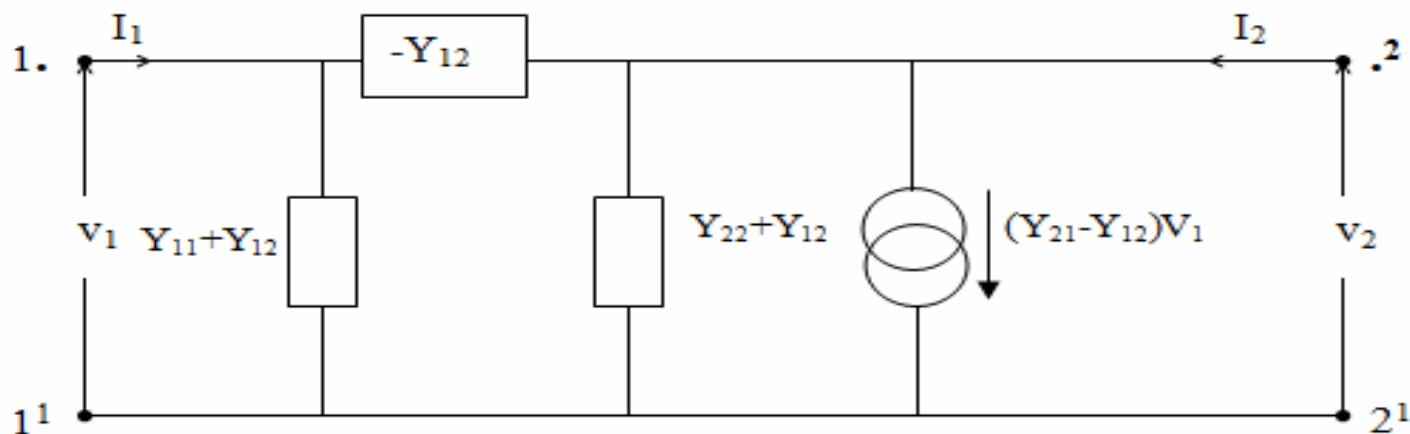 I₁
I₂
1.
-Y₁₂
.²
v₁
Y₁₁+Y₁₂
Y₂₂+Y₁₂
(Y₂₁-Y₁₂)V₁
v₂
1¹
2¹